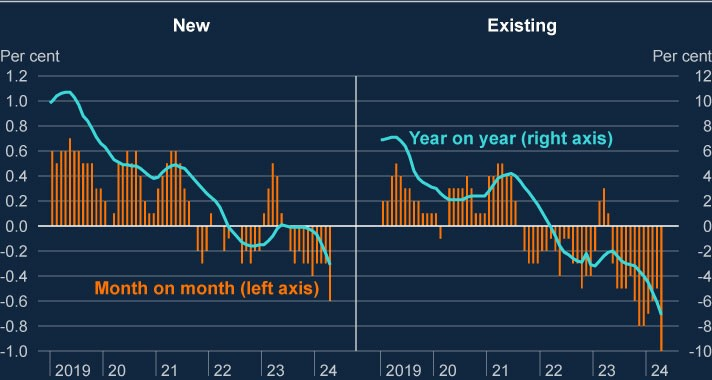 New Existing
Per cent Per cent
1.2 12
1.0 10
0.8 8
Year on year (right axis)
0.6 6
0.4 4
0.2 2
0.0 0
-0.2 -2
-0.4 -4
Month on month (left axis)
-0.6 -6
-0.8 -8
-1.0 -10
2019 20 21 22 23 24 2019 20 21 22 23 24